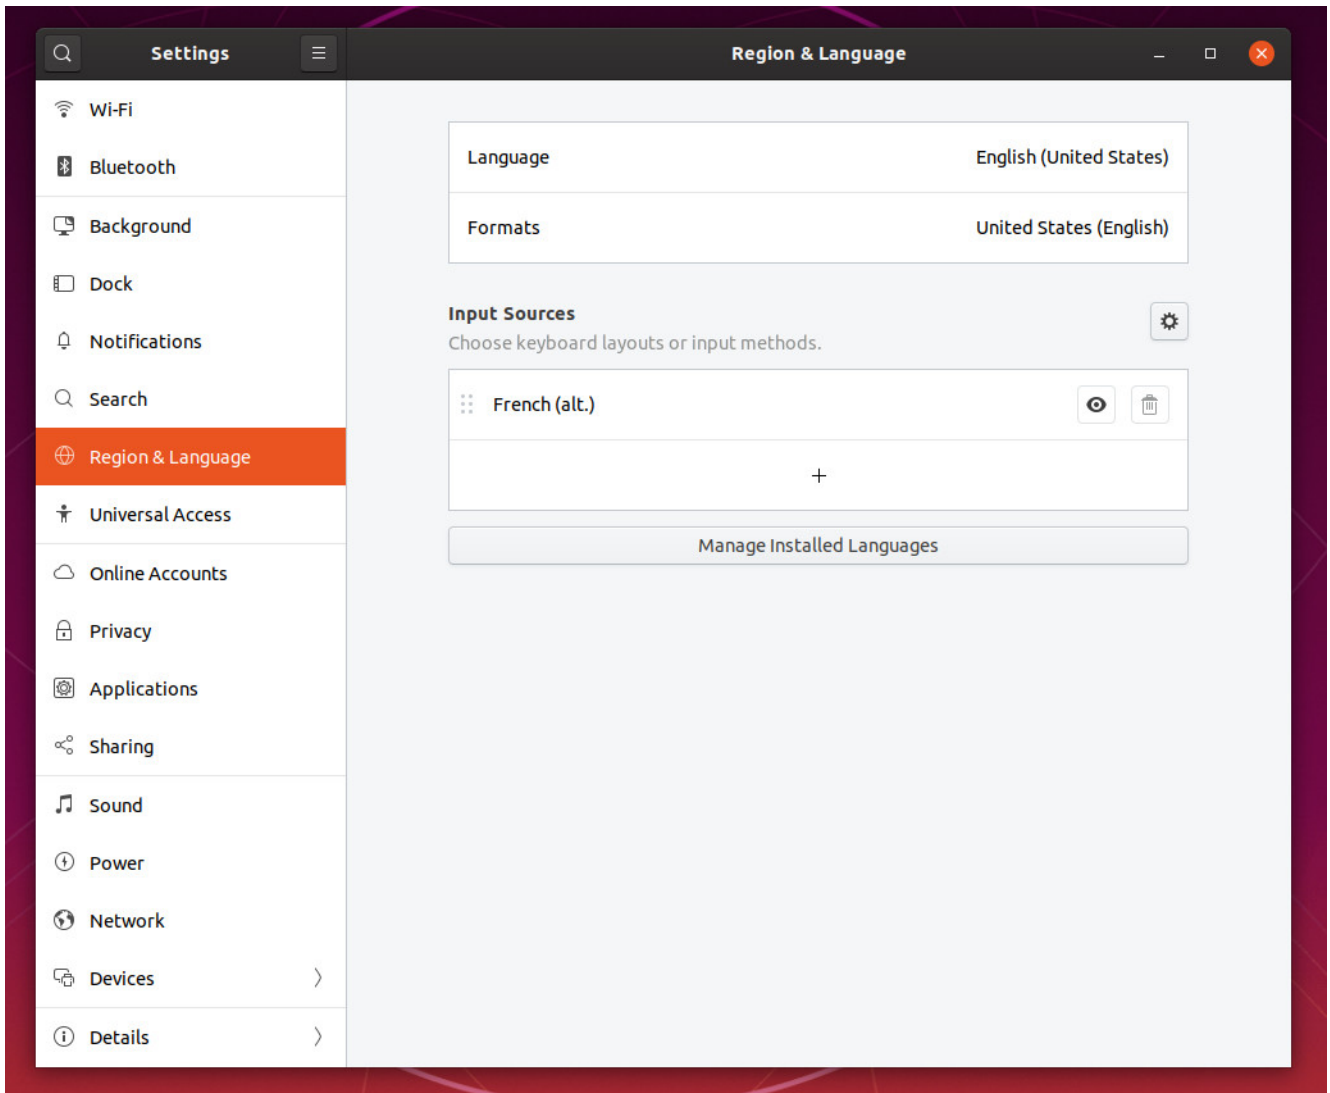 Settings
Region & Language
Wi-Fi
Bluetooth
Background
Dock
Notifications
Search
Region & Language
Universal Access
Online Accounts
Privacy
Applications
Sharing
Sound
Power
Network
Devices
Details
Language English (United States)
Formats United States (English)
Input Sources
Choose keyboard layouts or input methods.
French (alt.)
+
Manage Installed Languages